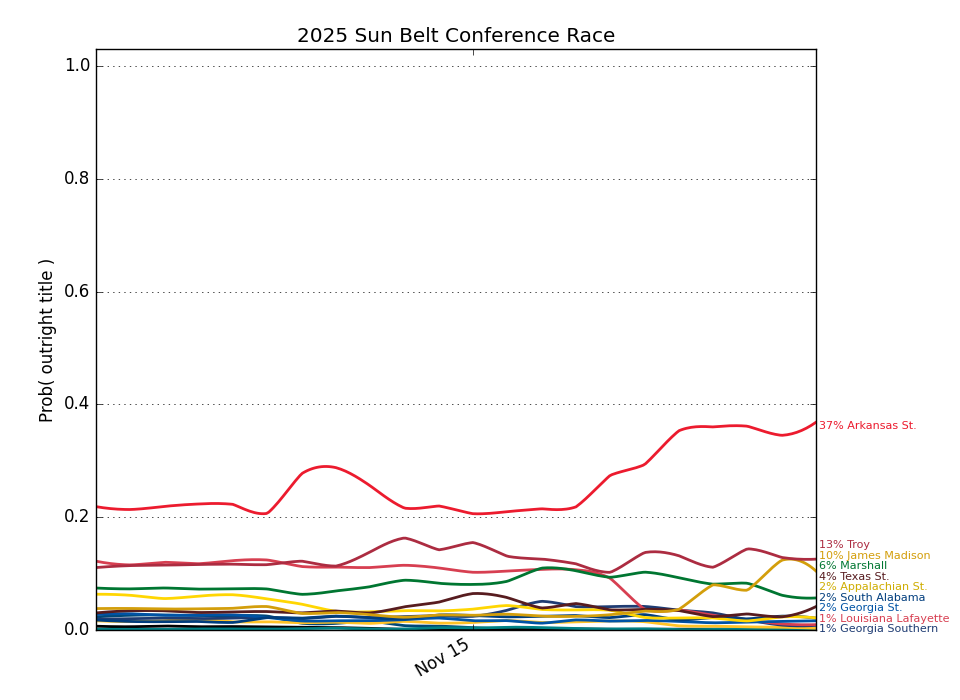 2025 Sun Belt Conference Race
Prob( outright title )
1.0
0.8
0.6
0.4
0.2
0.0
Nov 15
37% Arkansas St.
13% Troy
10% James Madison
6% Marshall
4% Texas St.
2% Appalachian St.
2% South Alabama
2% Georgia St.
1% Louisiana Lafayette
1% Georgia Southern